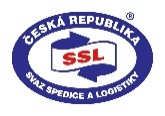 ČESKÁ REPUBLIKA
®
SSL
SVAZ SPEDICE A LOGISTIKY